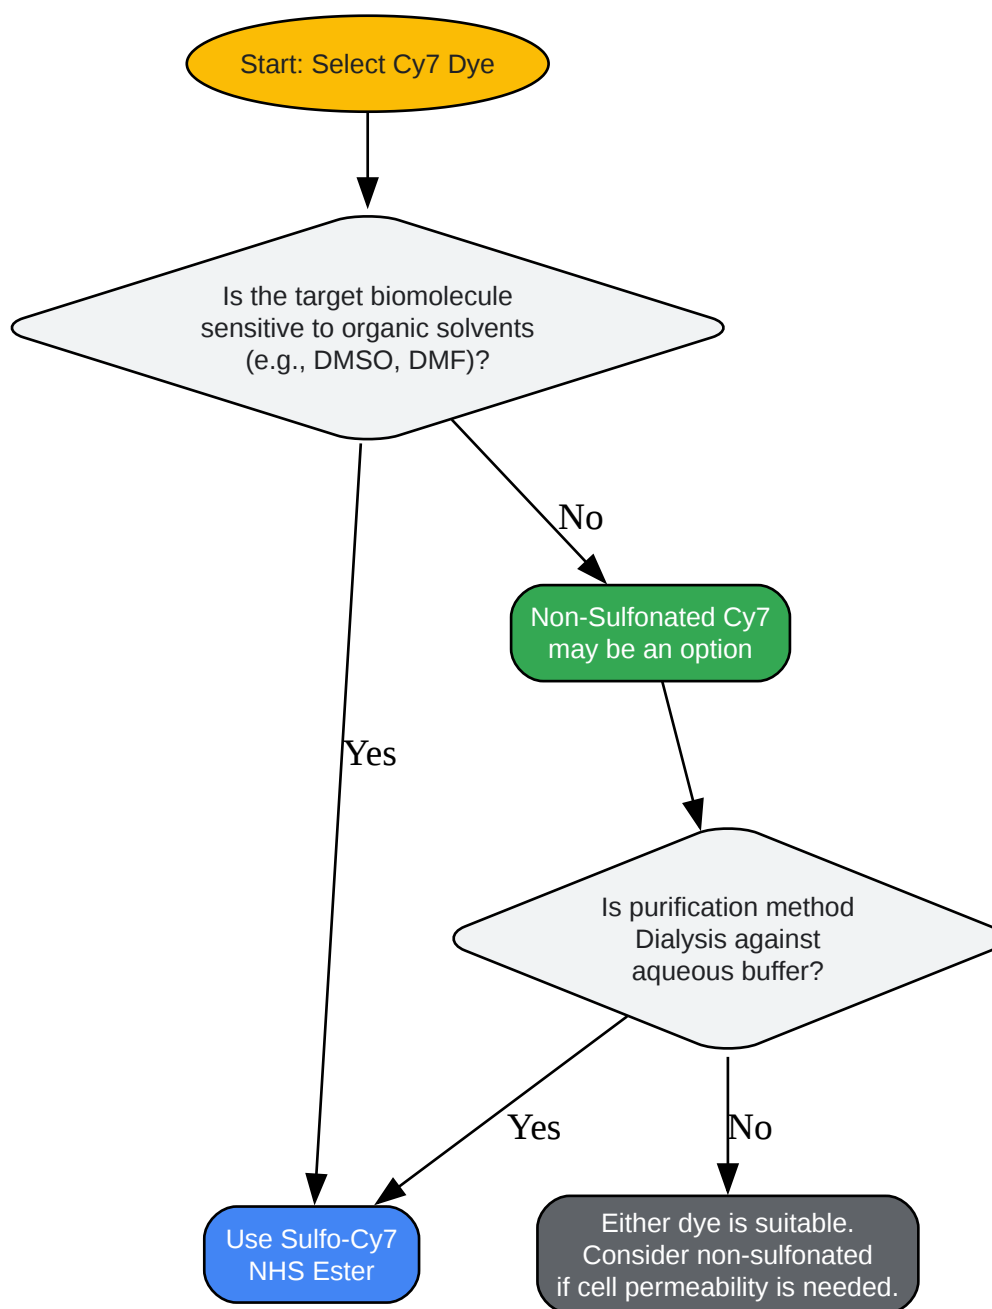 Start: Select Cy7 Dye
Is the target biomolecule
sensitive to organic solvents
(e.g., DMSO, DMF)?
No
Non-Sulfonated Cy7
may be an option
Yes
Is purification method
Dialysis against
aqueous buffer?
Yes
No
Use Sulfo-Cy7
NHS Ester
Either dye is suitable.
Consider non-sulfonated
if cell permeability is needed.